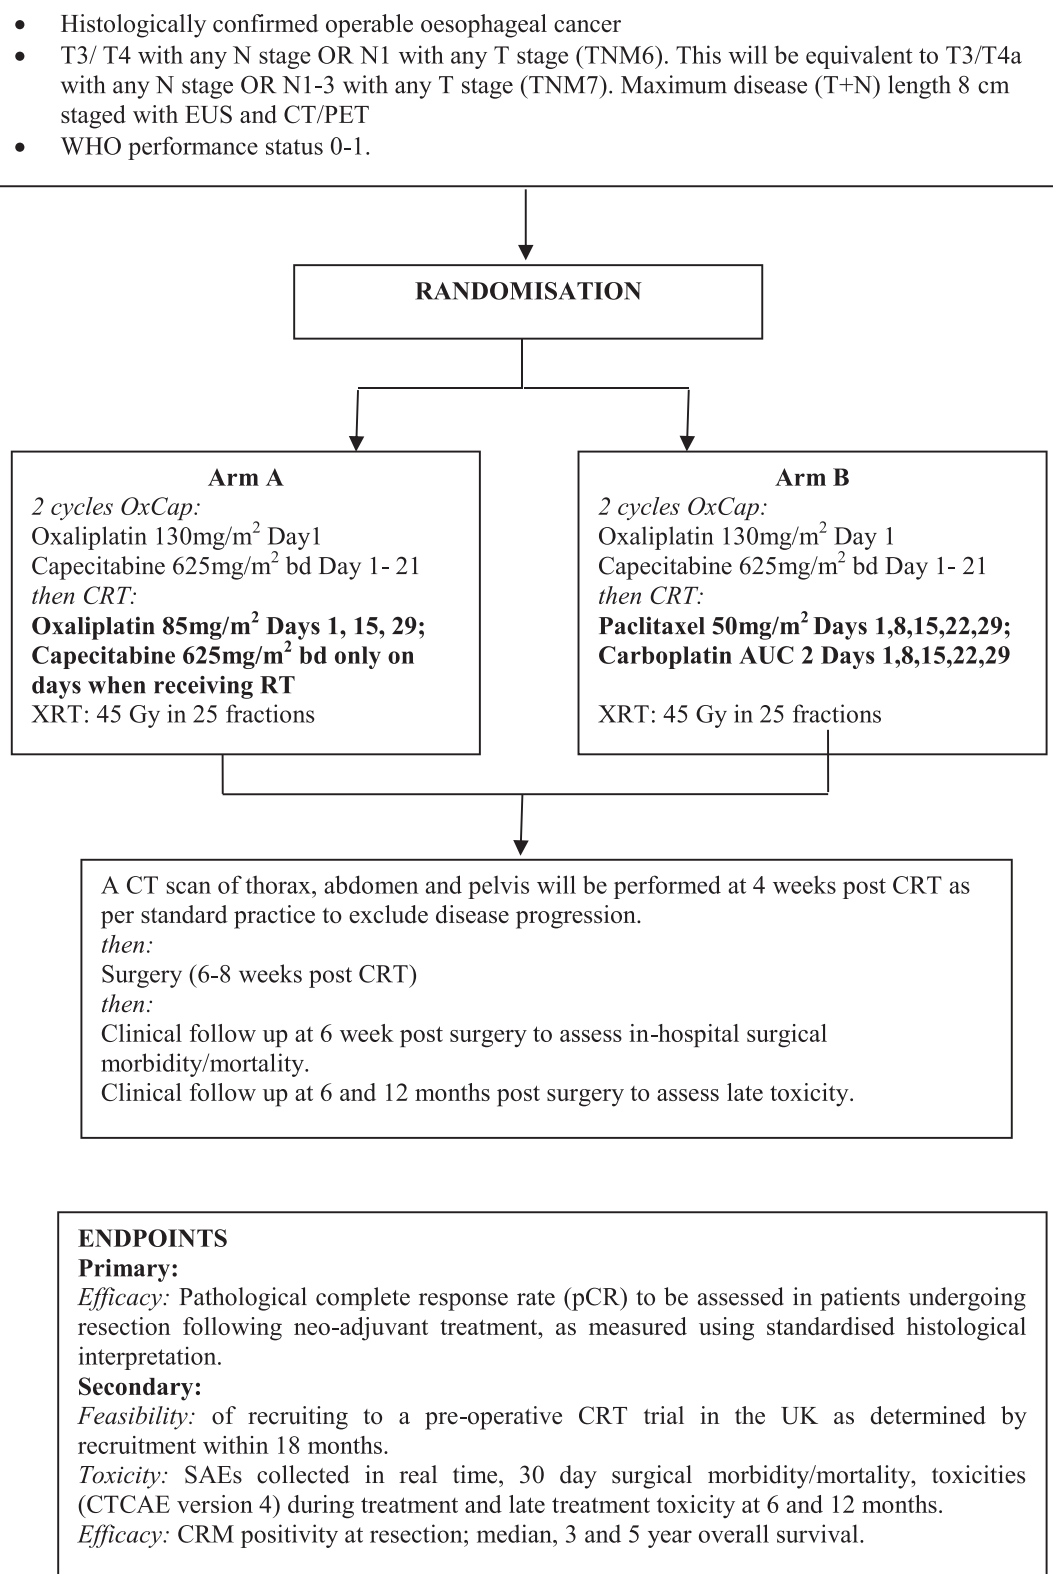 • Histologically confirmed operable oesophageal cancer
• T3/ T4 with any N stage OR N1 with any T stage (TNM6). This will be equivalent to T3/T4a
with any N stage OR N1-3 with any T stage (TNM7). Maximum disease (T+N) length 8 cm
staged with EUS and CT/PET
• WHO performance status 0-1.
RANDOMISATION
Arm A
2 cycles OxCap:
Oxaliplatin 130mg/m² Day1
Capecitabine 625mg/m² bd Day 1- 21
then CRT:
Oxaliplatin 85mg/m² Days 1, 15, 29;
Capecitabine 625mg/m² bd only on
days when receiving RT
XRT: 45 Gy in 25 fractions
Arm B
2 cycles OxCap:
Oxaliplatin 130mg/m² Day 1
Capecitabine 625mg/m² bd Day 1- 21
then CRT:
Paclitaxel 50mg/m² Days 1,8,15,22,29;
Carboplatin AUC 2 Days 1,8,15,22,29
XRT: 45 Gy in 25 fractions
A CT scan of thorax, abdomen and pelvis will be performed at 4 weeks post CRT as
per standard practice to exclude disease progression.
then:
Surgery (6-8 weeks post CRT)
then:
Clinical follow up at 6 week post surgery to assess in-hospital surgical
morbidity/mortality.
Clinical follow up at 6 and 12 months post surgery to assess late toxicity.
ENDPOINTS
Primary:
Efficacy: Pathological complete response rate (pCR) to be assessed in patients undergoing
resection following neo-adjuvant treatment, as measured using standardised histological
interpretation.
Secondary:
Feasibility: of recruiting to a pre-operative CRT trial in the UK as determined by
recruitment within 18 months.
Toxicity: SAEs collected in real time, 30 day surgical morbidity/mortality, toxicities
(CTCAE version 4) during treatment and late treatment toxicity at 6 and 12 months.
Efficacy: CRM positivity at resection; median, 3 and 5 year overall survival.